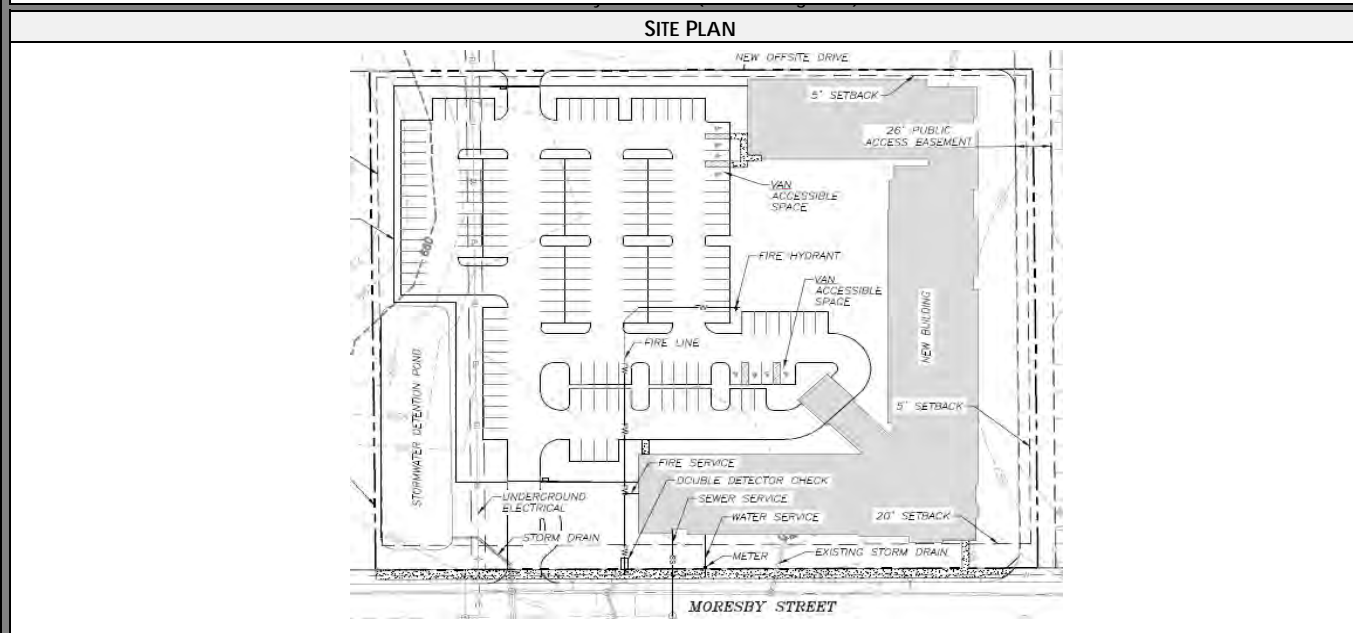 SITE PLAN
NEW OFFSITE DRIVE
5' SETBACK
26' PUBLIC
ACCESS EASEMENT
VAN
ACCESSIBLE
SPACE
660
FIRE HYDRANT
VAN
ACCESSIBLE
SPACE
NEW BUILDING
FIRE LINE
STORMWATER DETENTION POND
5' SETBACK
FIRE SERVICE
DOUBLE DETECTOR CHECK
UNDERGROUND
ELECTRICAL
SEWER SERVICE
WATER SERVICE
20' SETBACK
STORM DRAIN
METER
EXISTING STORM DRAIN
MORESBY STREET